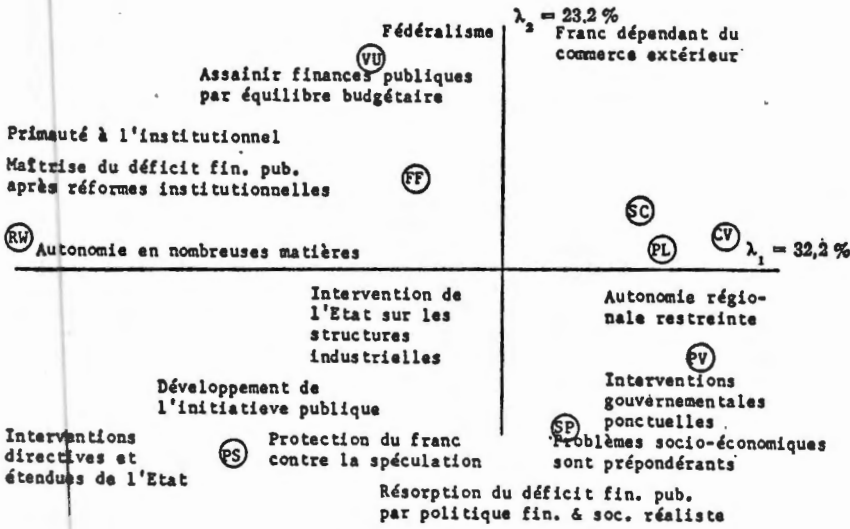 λ₂ = 23,2 %
Fédéralisme
Franc dépendant du
commerce extérieur
VU
Assainir finances publiques
par équilibre budgétaire
Primauté à l'institutionnel
Maîtrise du déficit fin. pub.
après réformes institutionnelles
FF
SC
RW
Autonomie en nombreuses matières
PL
CV
λ₁ = 32,2 %
Intervention de
l'Etat sur les
structures
industrielles
Autonomie régio-
nale restreinte
PV
Développement de
l'initiatieve publique
Interventions
gouvèrnementales
ponctuelles
SP
Problèmes socio-économiques
sont prépondérants
Interventions
directives et
étendues de l'Etat
PS
Protection du franc
contre la spéculation
Résorption du déficit fin. pub.
par politique fin. & soc. réaliste